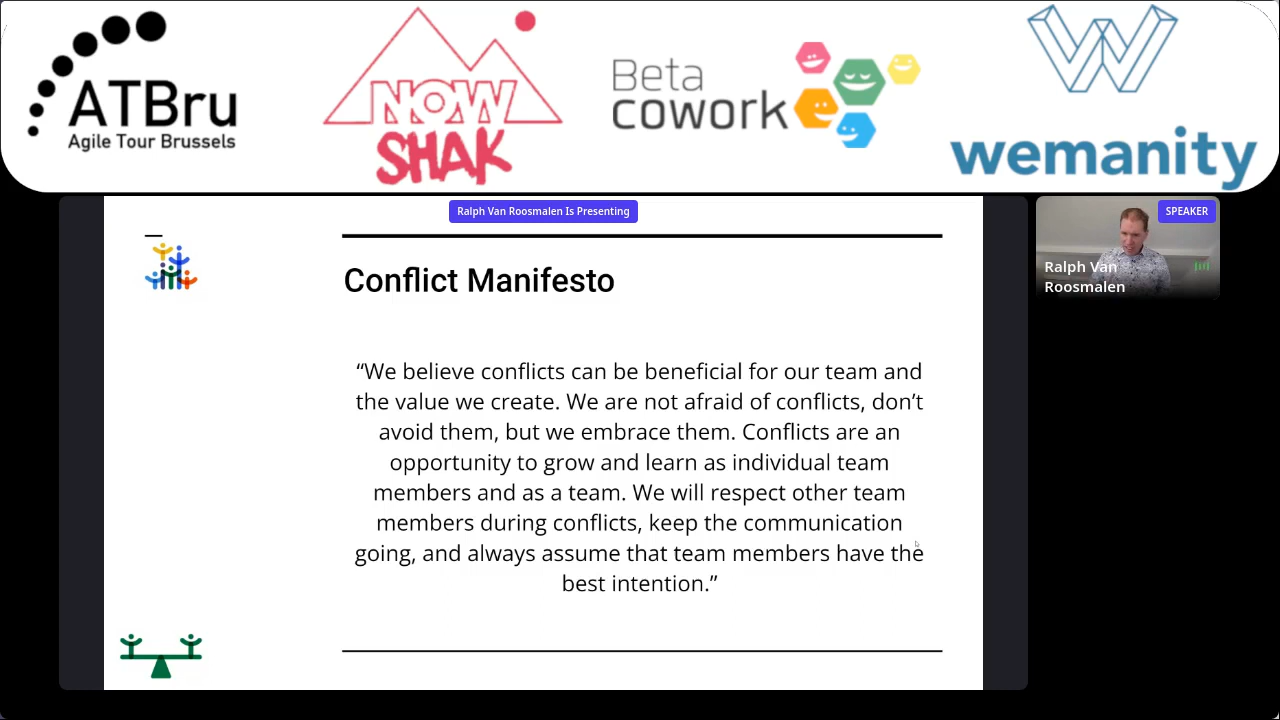 ATBru
Agile Tour Brussels
NOW
SHAK
Beta
cowork
wemanity
Ralph Van Roosmalen Is Presenting
SPEAKER
Ralph Van
Roosmalen
Conflict Manifesto
“We believe conflicts can be beneficial for our team and
the value we create. We are not afraid of conflicts, don’t
avoid them, but we embrace them. Conflicts are an
opportunity to grow and learn as individual team
members and as a team. We will respect other team
members during conflicts, keep the communication
going, and always assume that team members have the
best intention.”